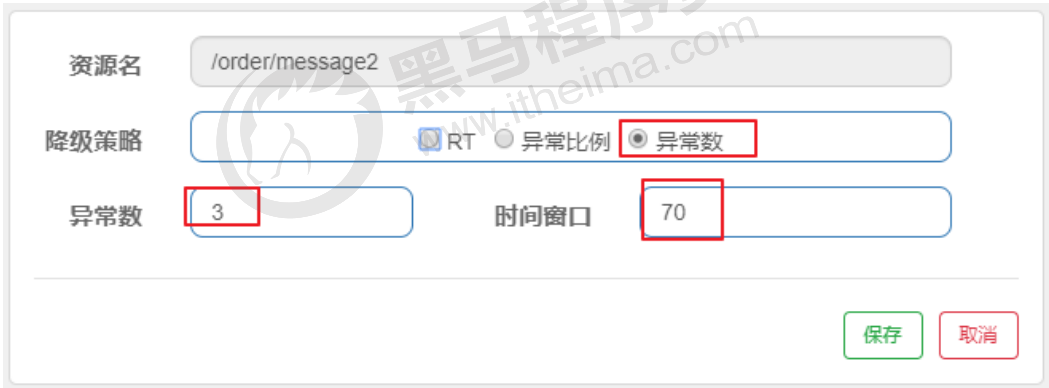 黑马程序员
www.itheima.com
资源名 /order/message2
降级策略 RT 异常比例 异常数
异常数 3 时间窗口 70
保存 取消